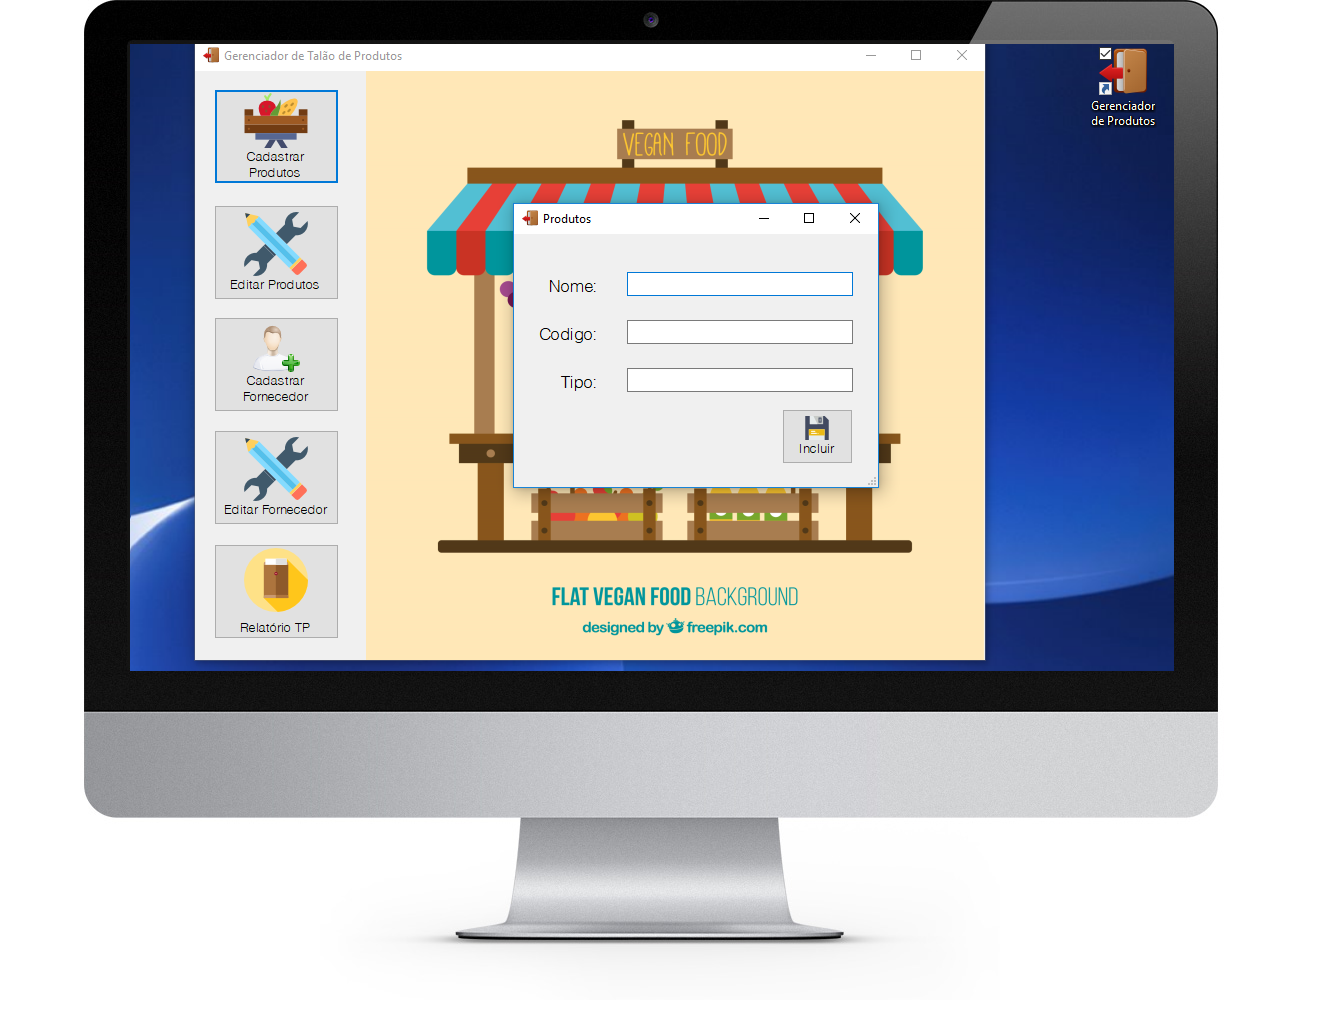 Gerenciador de Talão de Produtos
Cadastrar
Produtos
Editar Produtos
Cadastrar
Fornecedor
Editar Fornecedor
Relatório TP
VEGAN FOOD
Produtos
Nome:
Codigo:
Tipo:
Incluir
FLAT VEGAN FOOD BACKGROUND
designed by freepik.com
Gerenciador
de Produtos